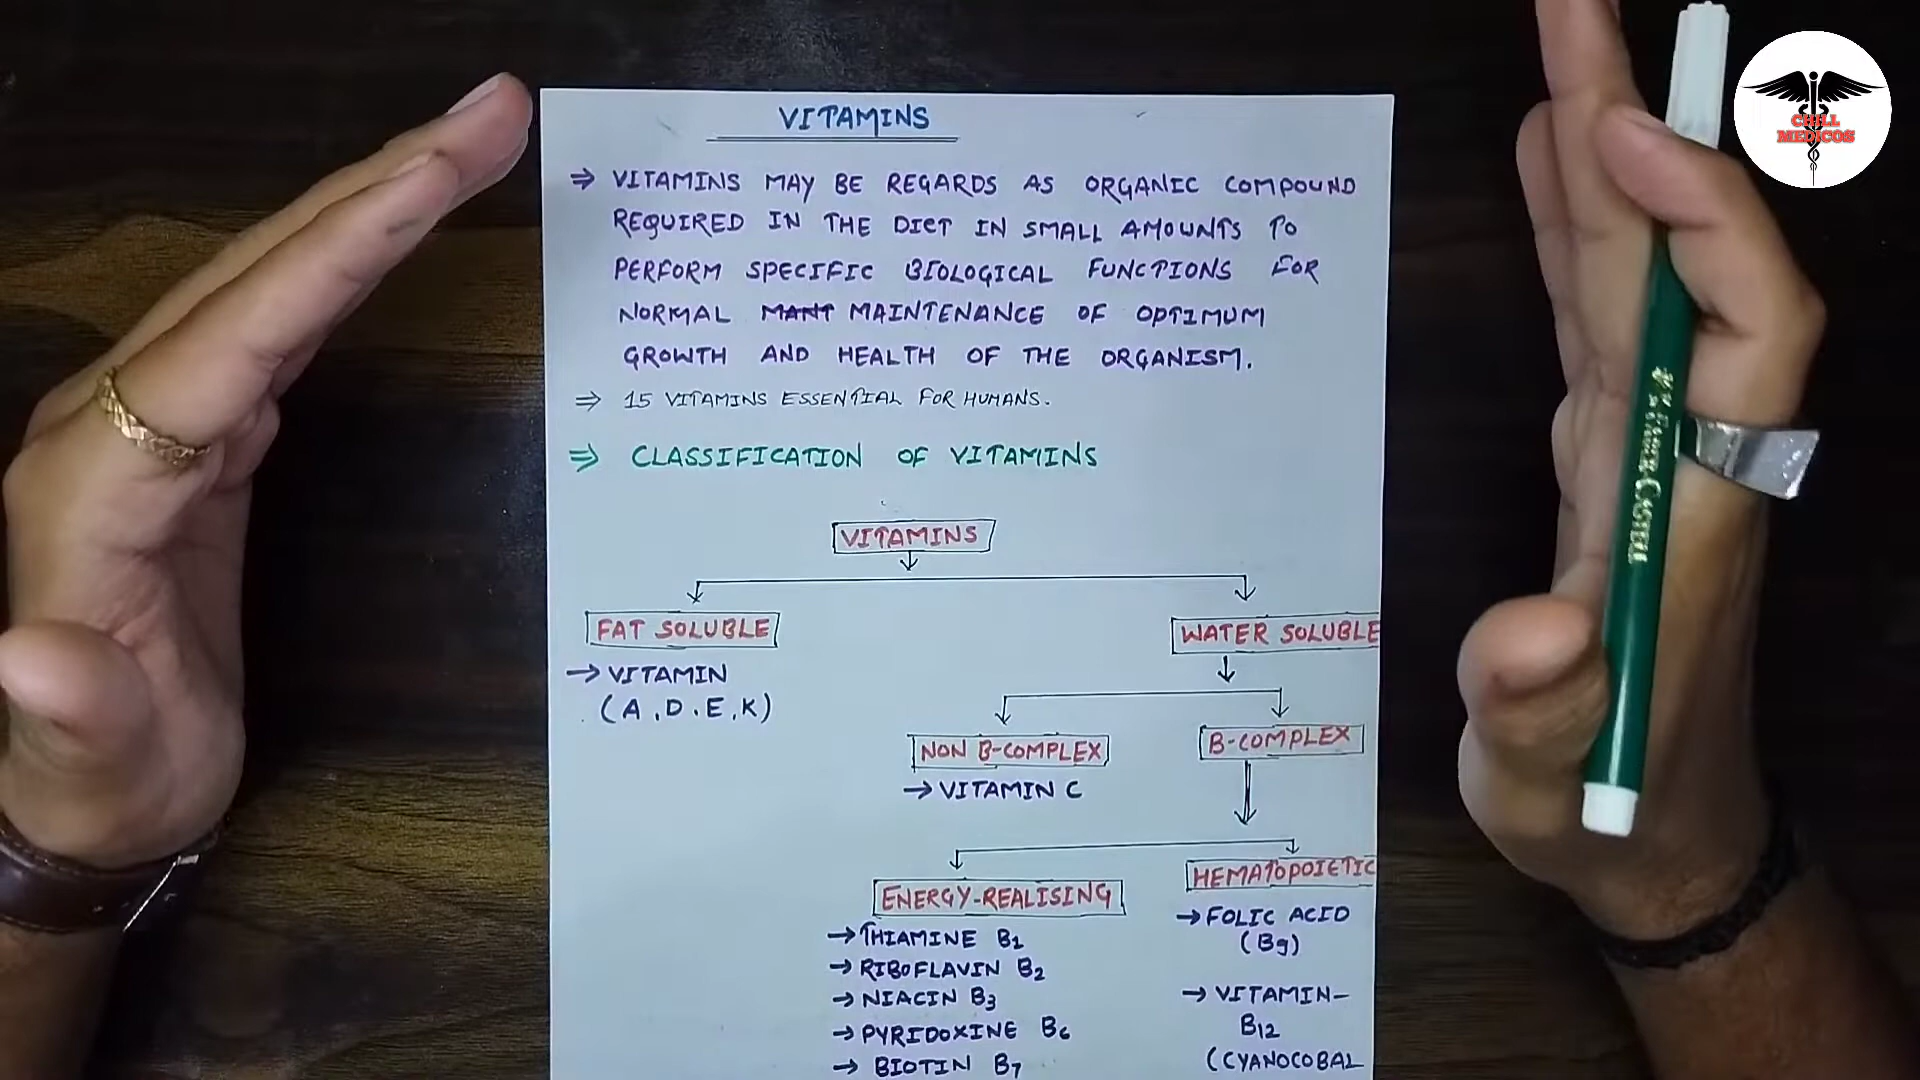 VITAMINS
⇒ VITAMINS MAY BE REGARDS AS ORGANIC COMPOUND
REQUIRED IN THE DIET IN SMALL AMOUNTS TO
PERFORM SPECIFIC BIOLOGICAL FUNCTIONS FOR
NORMAL MANT MAINTENANCE OF OPTIMUM
GROWTH AND HEALTH OF THE ORGANISM.
⇒ 15 VITAMINS ESSENTIAL FOR HUMANS.
⇒ CLASSIFICATION OF VITAMINS
VITAMINS
FAT SOLUBLE
→ VITAMIN
(A, D, E, K)
WATER SOLUBLE
NON B-COMPLEX
→ VITAMIN C
B-COMPLEX
ENERGY-REALISING
→ THIAMINE B1
→ RIBOFLAVIN B2
→ NIACIN B3
→ PYRIDOXINE B6
→ BIOTIN B7
HEMATOPOIETIC
→ FOLIC ACID
(B9)
→ VITAMIN-
B12
(CYANOCOBAL
CHILL
MEDICOS